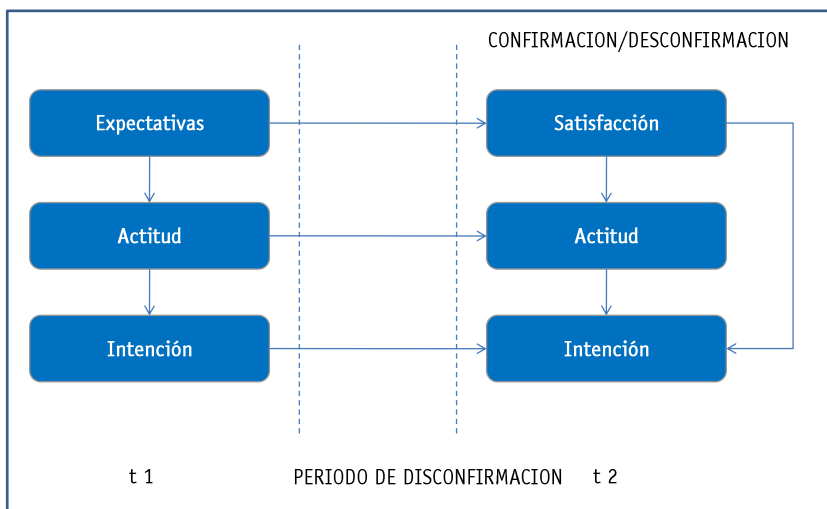 CONFIRMACION/DESCONFIRMACION
Expectativas
Satisfacción
Actitud
Actitud
Intención
Intención
t 1
PERIODO DE DISCONFIRMACION
t 2